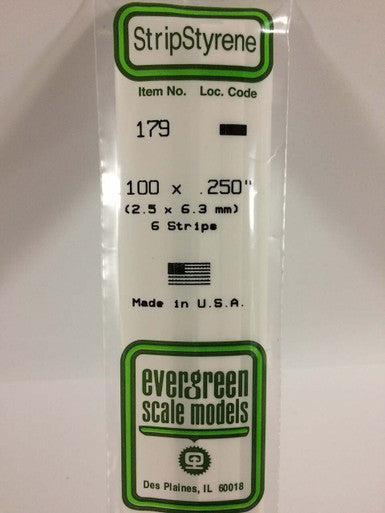 StripStyrene
Item No. Loc. Code
179
100 x .250"
(2.5 x 6.3 mm)
6 Strips
Made in U.S.A.
evergreen
scale models
Des Plaines, IL 60018